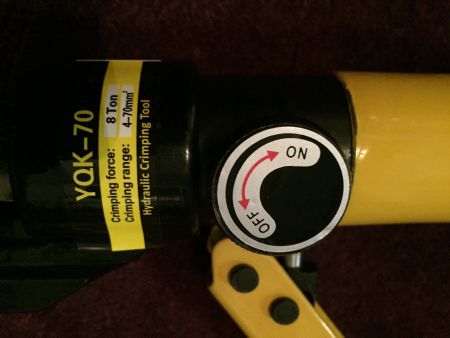 YQK-70
Crimping force: 8 Ton
Crimping range: 4-70mm²
Hydraulic Crimping Tool
ON
OFF